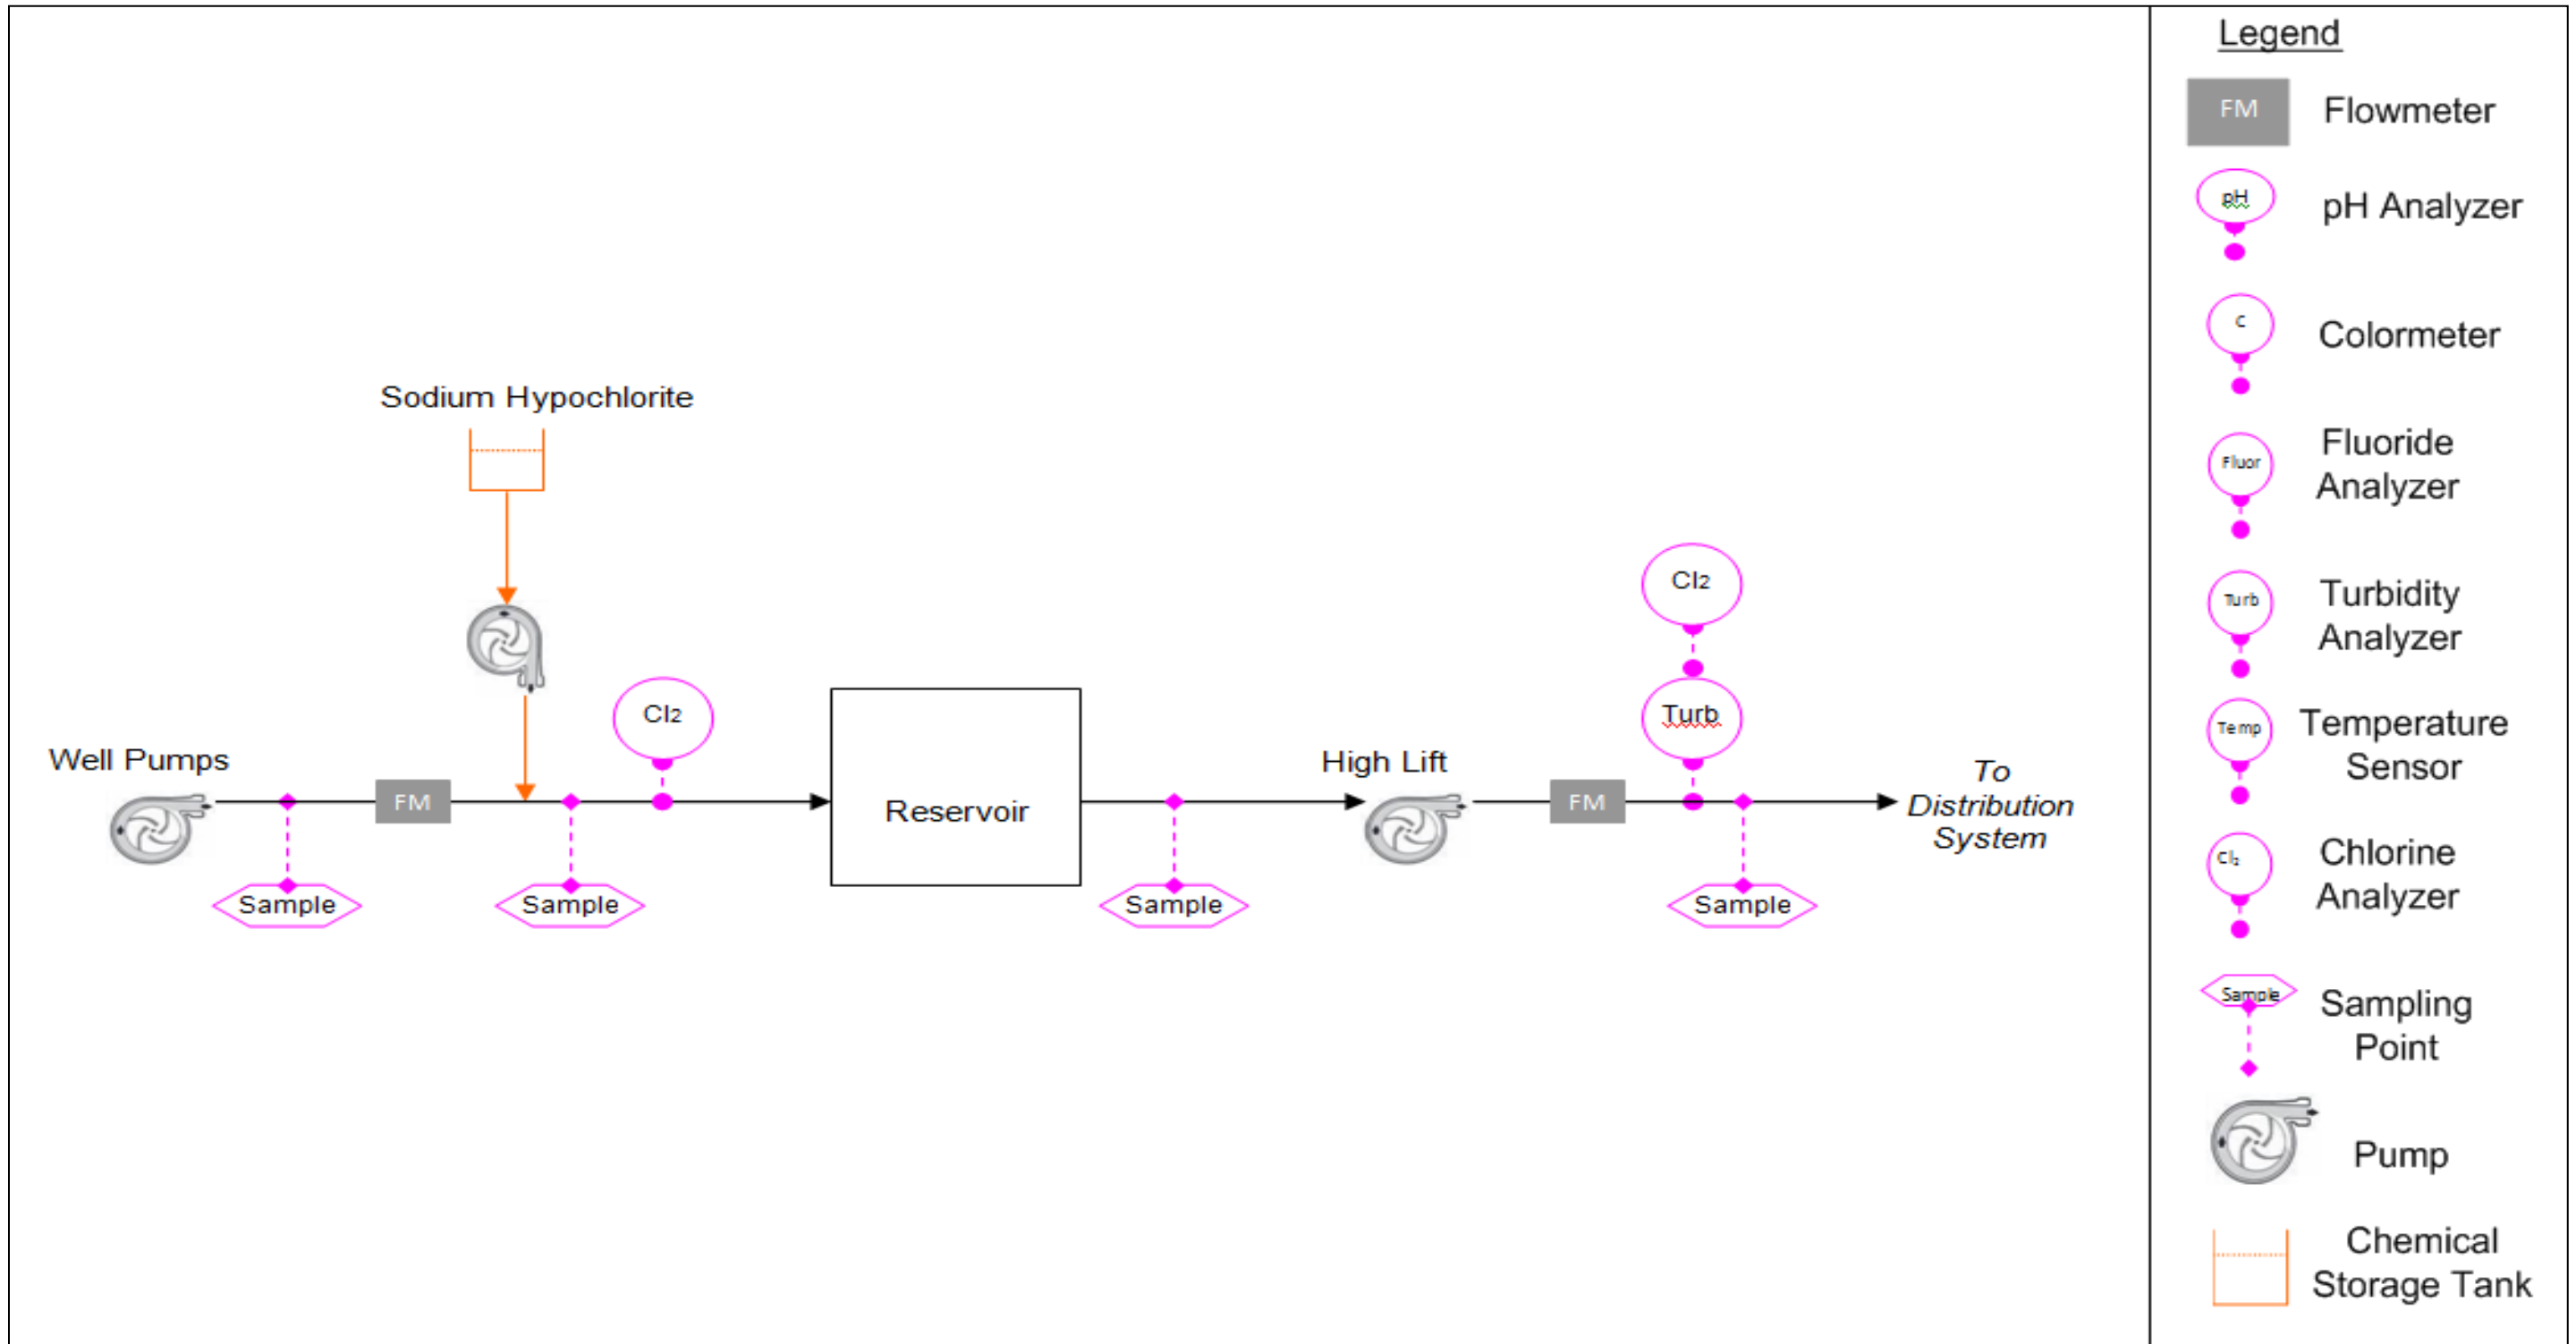 Sodium Hypochlorite
Well Pumps
FM
Cl₂
Sample
Sample
Reservoir
Sample
High Lift
FM
Cl₂
Turb
Sample
To
Distribution
System
Legend
FM
Flowmeter
pH
pH Analyzer
C
Colormeter
Fluor
Fluoride
Analyzer
Turb
Turbidity
Analyzer
Temp
Temperature
Sensor
Cl₂
Chlorine
Analyzer
Sample
Sampling
Point
Pump
Chemical
Storage Tank